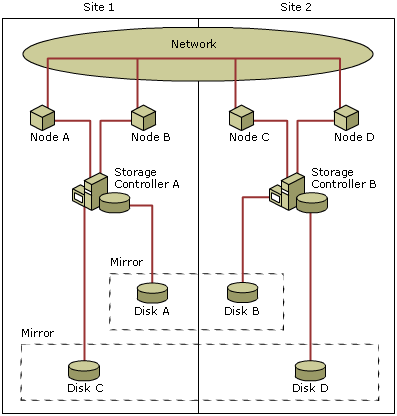 Site 1
Site 2
Network
Node A
Node B
Node C
Node D
Storage
Controller A
Storage
Controller B
Mirror
Disk A
Disk B
Mirror
Disk C
Disk D